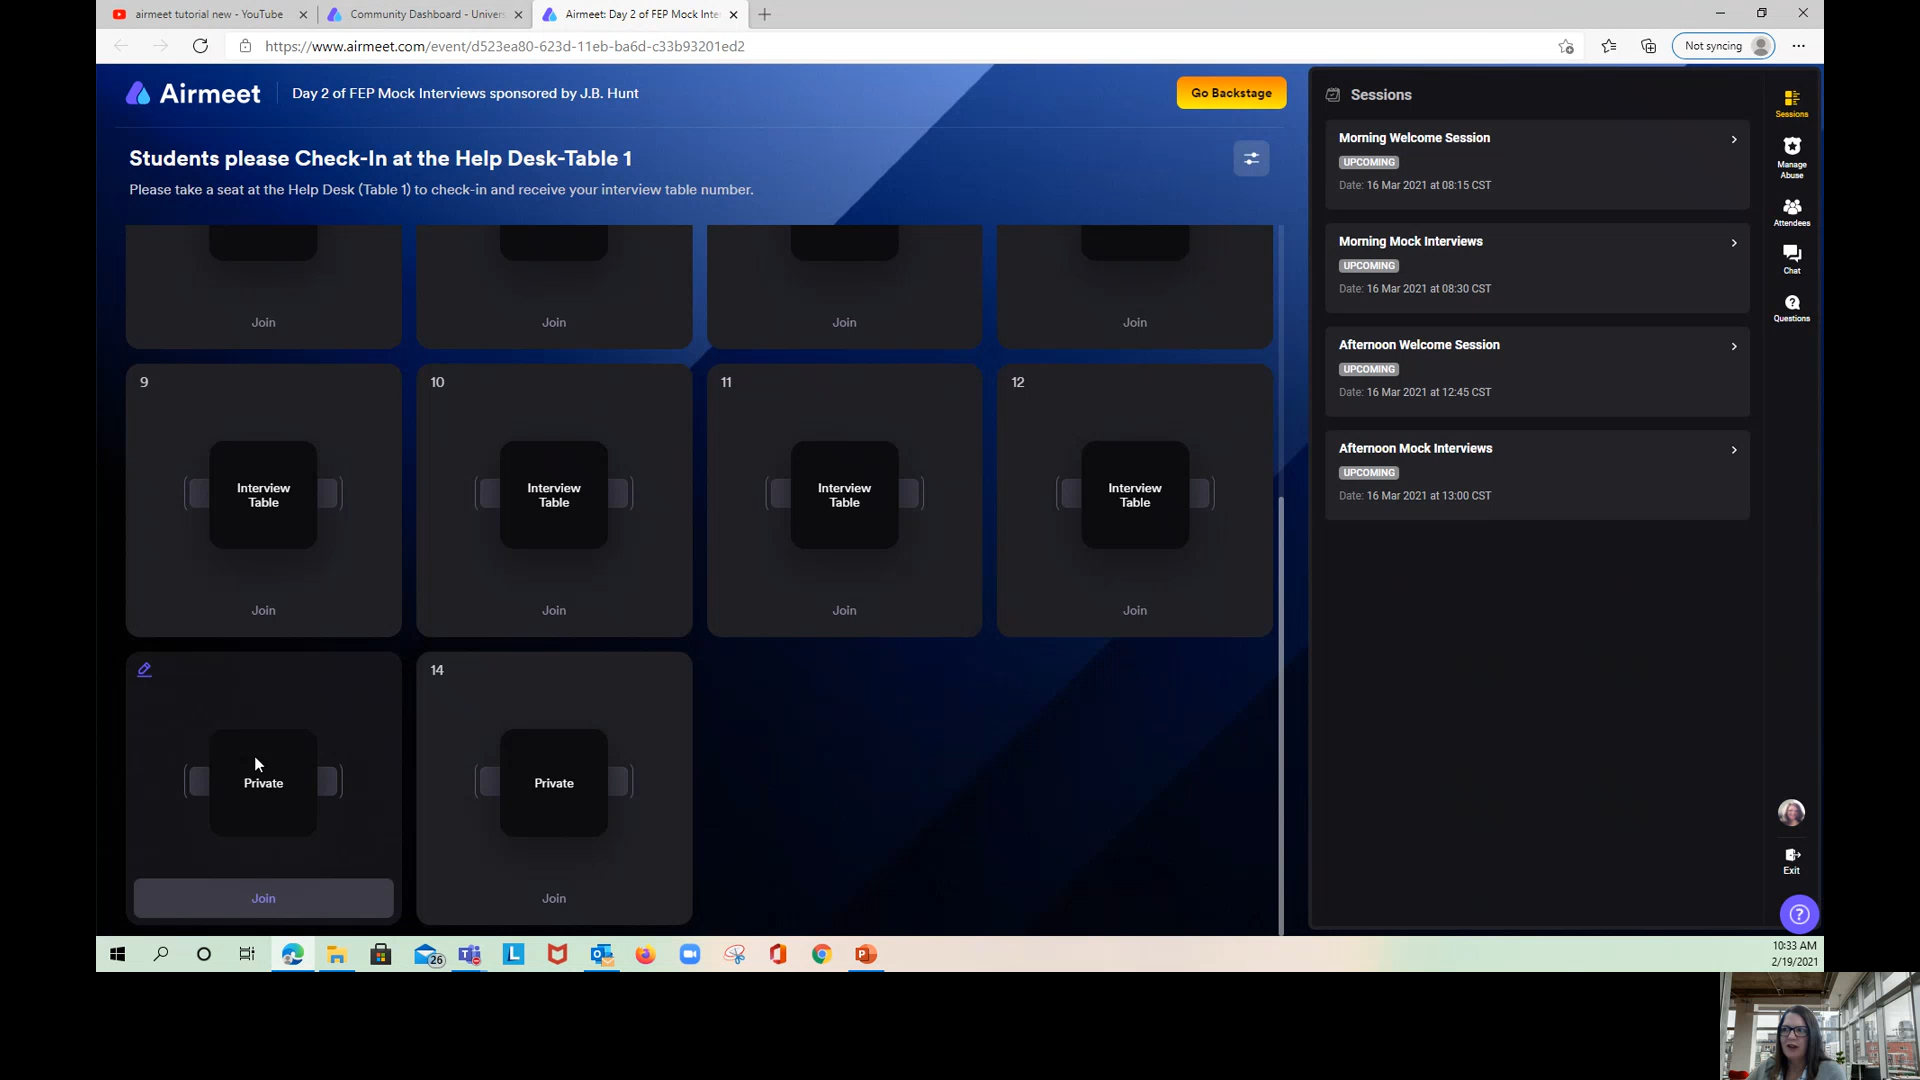 airmeet tutorial new - YouTube
Community Dashboard - Univers
Airmeet: Day 2 of FEP Mock Inter
https://www.airmeet.com/event/d523ea80-623d-11eb-ba6d-c33b93201ed2
Not syncing
Airmeet
Day 2 of FEP Mock Interviews sponsored by J.B. Hunt
Go Backstage
Students please Check-In at the Help Desk-Table 1
Please take a seat at the Help Desk (Table 1) to check-in and receive your interview table number.
Join
Join
Join
Join
9
10
11
12
Interview
Table
Interview
Table
Interview
Table
Interview
Table
Join
Join
Join
Join
14
Private
Private
Join
Join
Sessions
Morning Welcome Session
UPCOMING
Date: 16 Mar 2021 at 08:15 CST
Morning Mock Interviews
UPCOMING
Date: 16 Mar 2021 at 08:30 CST
Afternoon Welcome Session
UPCOMING
Date: 16 Mar 2021 at 12:45 CST
Afternoon Mock Interviews
UPCOMING
Date: 16 Mar 2021 at 13:00 CST
Sessions
Manage
Abuse
Attendees
Chat
Questions
Exit
26
10:33 AM
2/19/2021